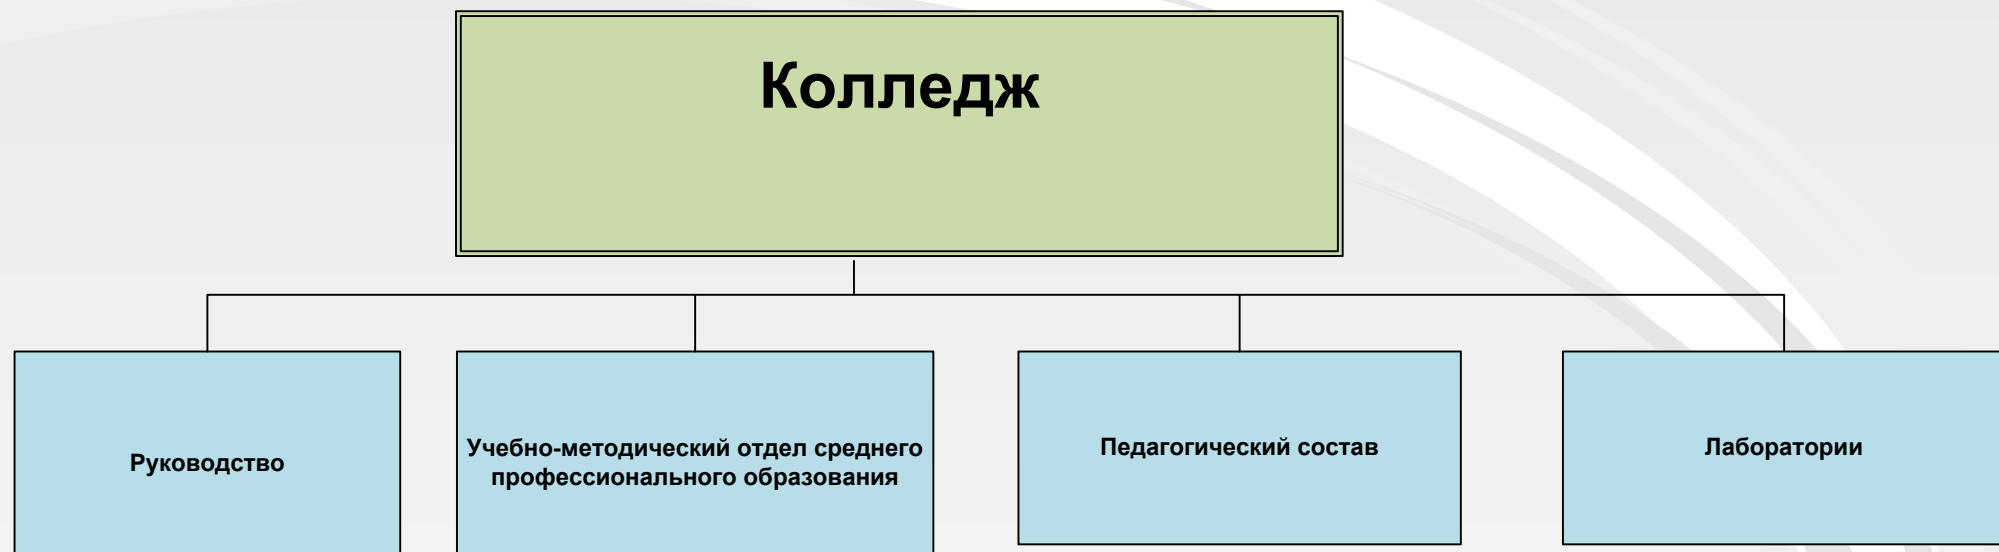 Колледж
Руководство
Учебно-методический отдел среднего
профессионального образования
Педагогический состав
Лаборатории